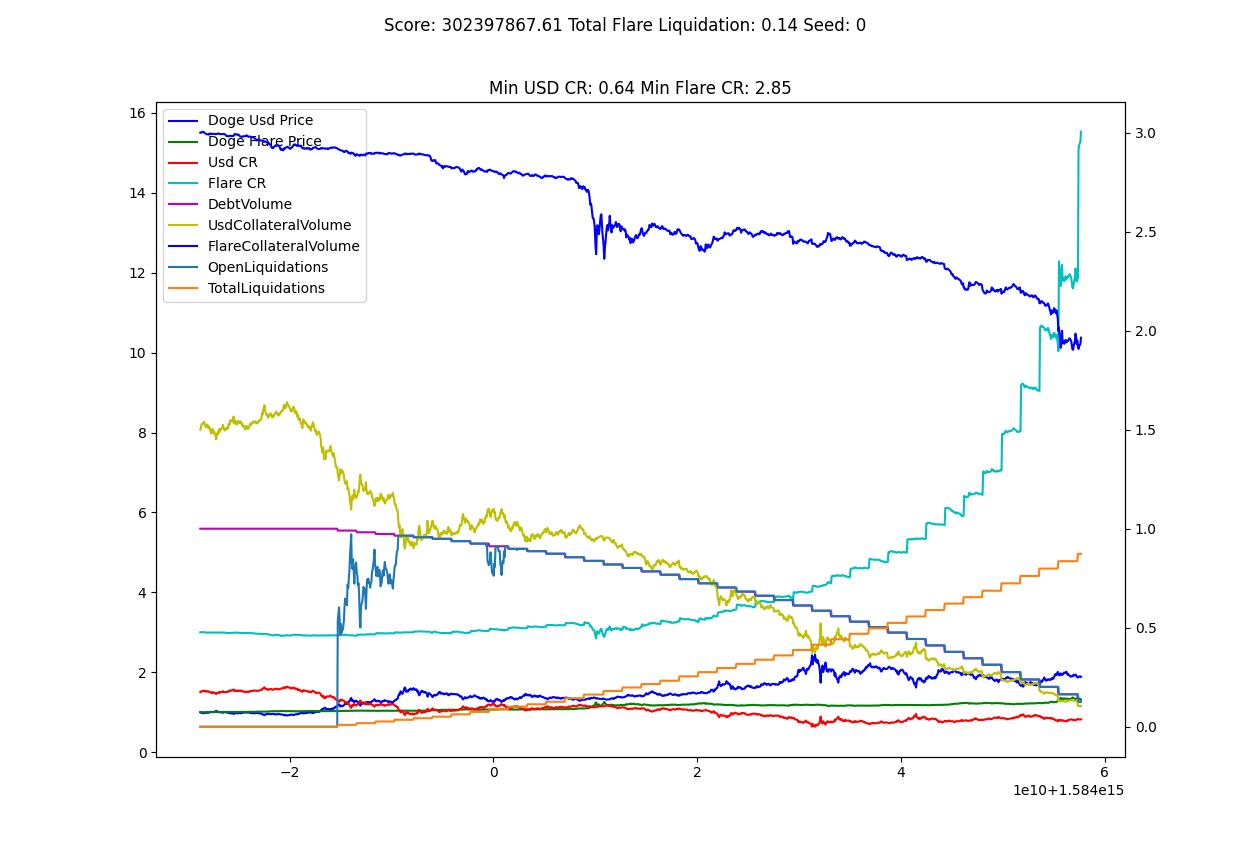 Score: 302397867.61 Total Flare Liquidation: 0.14 Seed: 0
Min USD CR: 0.64 Min Flare CR: 2.85
16
14
12
10
8
6
4
2
0
Doge Usd Price
Doge Flare Price
Usd CR
Flare CR
DebtVolume
UsdCollateralVolume
FlareCollateralVolume
OpenLiquidations
TotalLiquidations
3.0
2.5
2.0
1.5
1.0
0.5
0.0
−2 0 2 4 6
1e10+1.584e15